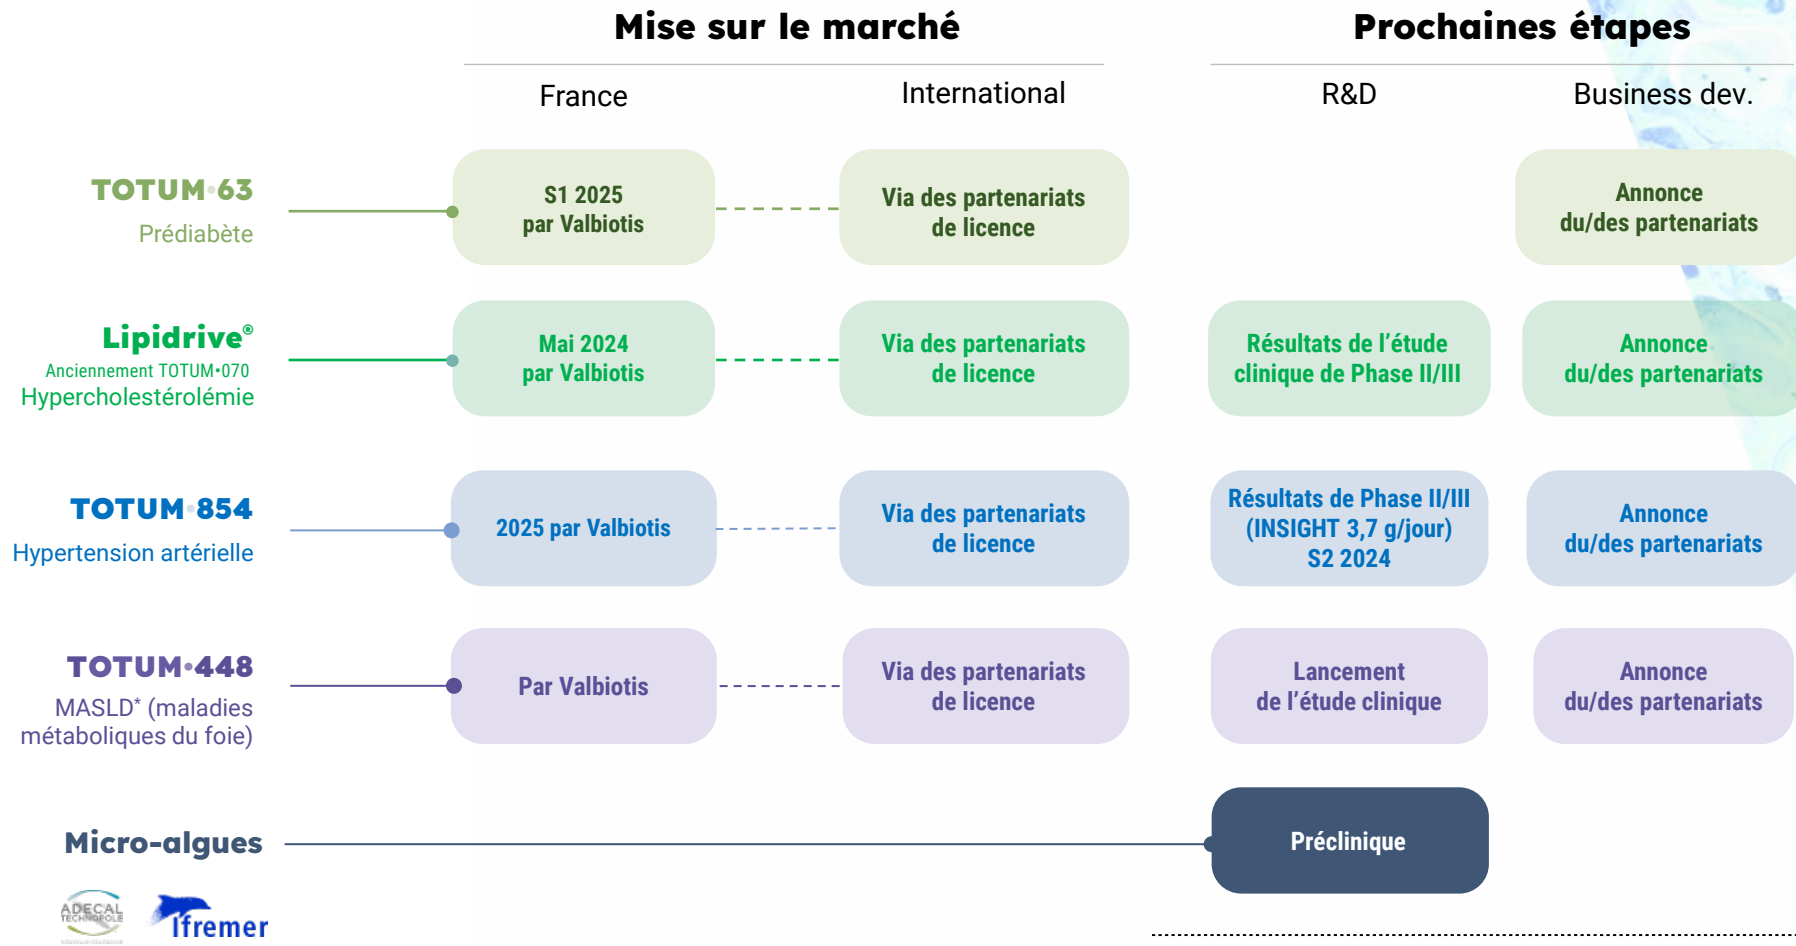 Mise sur le marché
Prochaines étapes
France
International
R&D
Business dev.
TOTUM•63
Prédiabète
S1 2025
par Valbiotis
Via des partenariats
de licence
Annonce
du/des partenariats
Lipidrive®
Anciennement TOTUM•070
Hypercholestérolémie
Mai 2024
par Valbiotis
Via des partenariats
de licence
Résultats de l'étude
clinique de Phase II/III
Annonce
du/des partenariats
TOTUM•854
Hypertension artérielle
2025 par Valbiotis
Via des partenariats
de licence
Résultats de Phase II/III
(INSIGHT 3,7 g/jour)
S2 2024
Annonce
du/des partenariats
TOTUM•448
MASLD* (maladies
métaboliques du foie)
Par Valbiotis
Via des partenariats
de licence
Lancement
de l'étude clinique
Annonce
du/des partenariats
Micro-algues
Préclinique
ADECAL
TECHNOPOLE
Ifremer